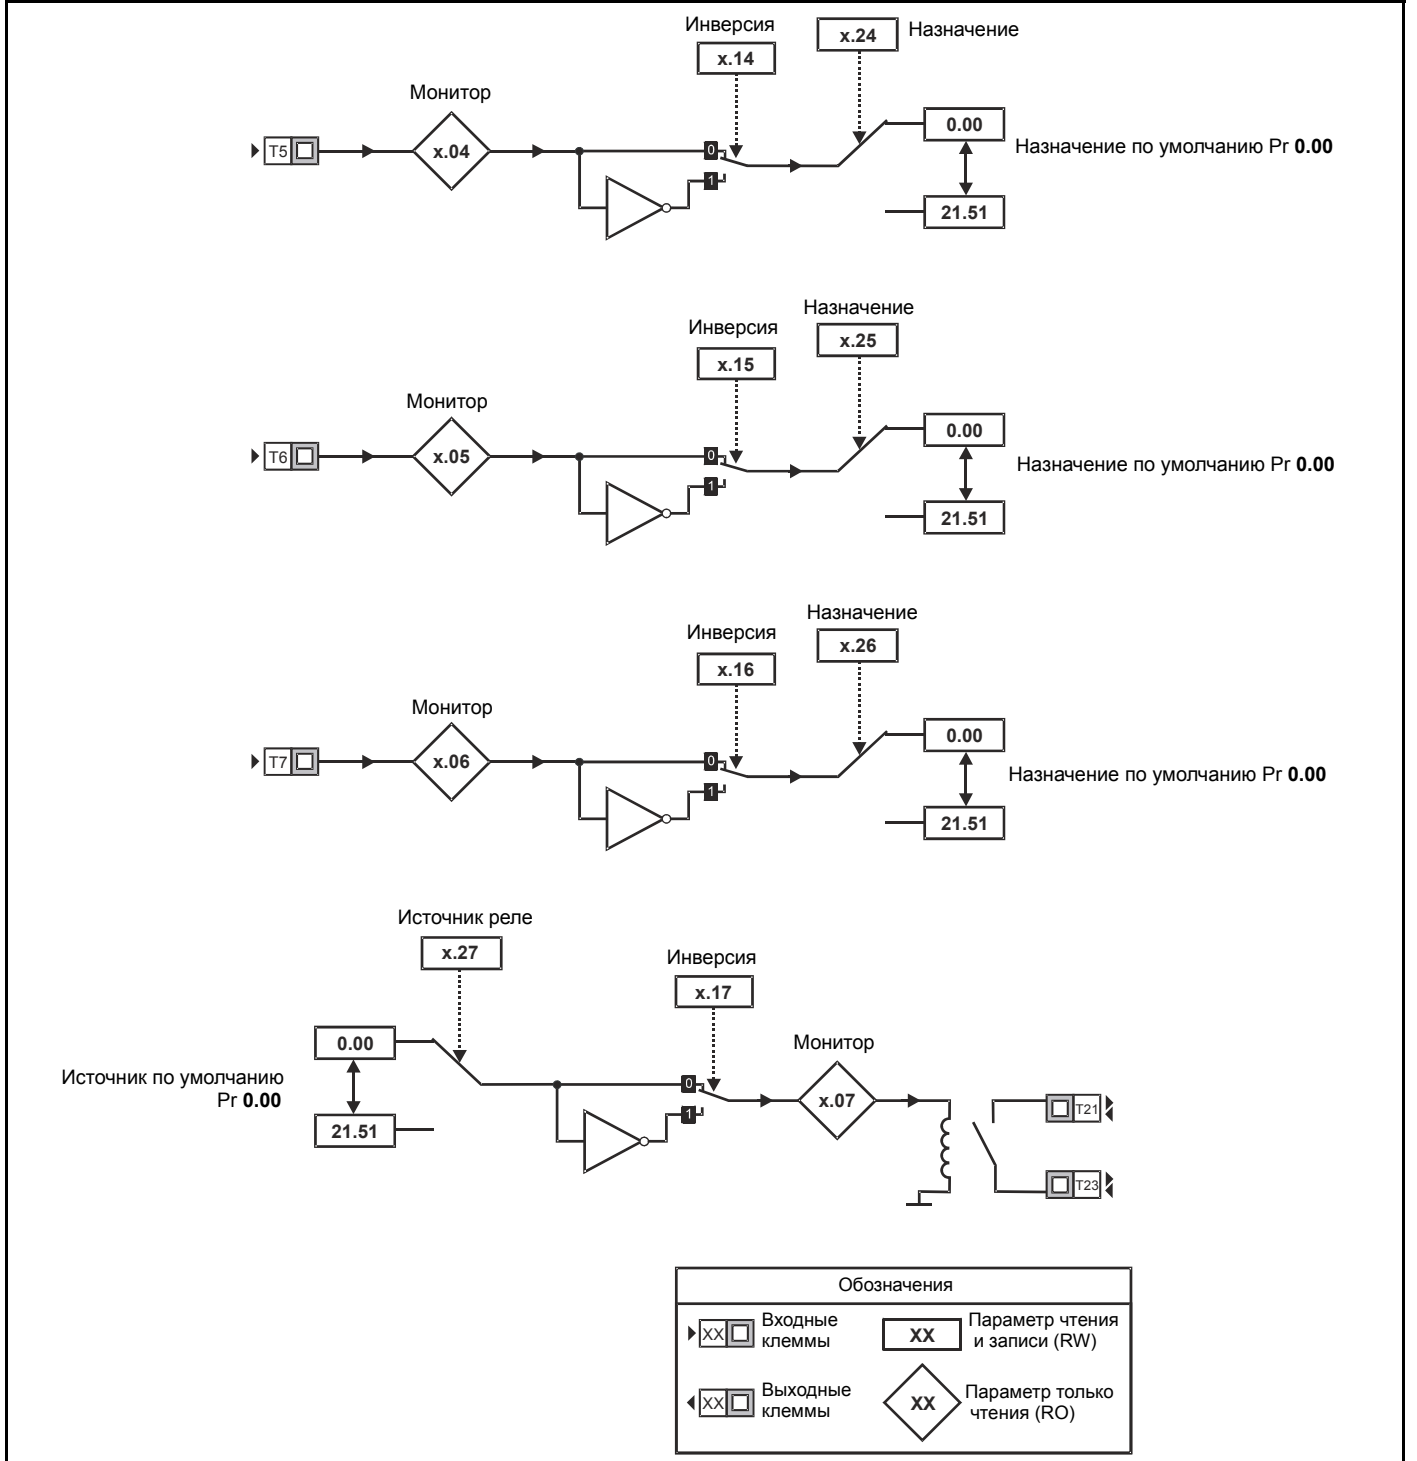 Инверсия
x.14
x.24
Назначение
Монитор
T5
x.04
0
1
0.00
21.51
Назначение по умолчанию Pr 0.00
Назначение
x.25
Инверсия
x.15
Монитор
T6
x.05
0
1
0.00
21.51
Назначение по умолчанию Pr 0.00
Назначение
x.26
Инверсия
x.16
Монитор
T7
x.06
0
1
0.00
21.51
Назначение по умолчанию Pr 0.00
Источник реле
x.27
Инверсия
x.17
0.00
21.51
Источник по умолчанию
Pr 0.00
0
1
Монитор
x.07
T21
T23
Обозначения
XX
Входные
клеммы
XX
Параметр чтения
и записи (RW)
XX
Выходные
клеммы
XX
Параметр только
чтения (RO)